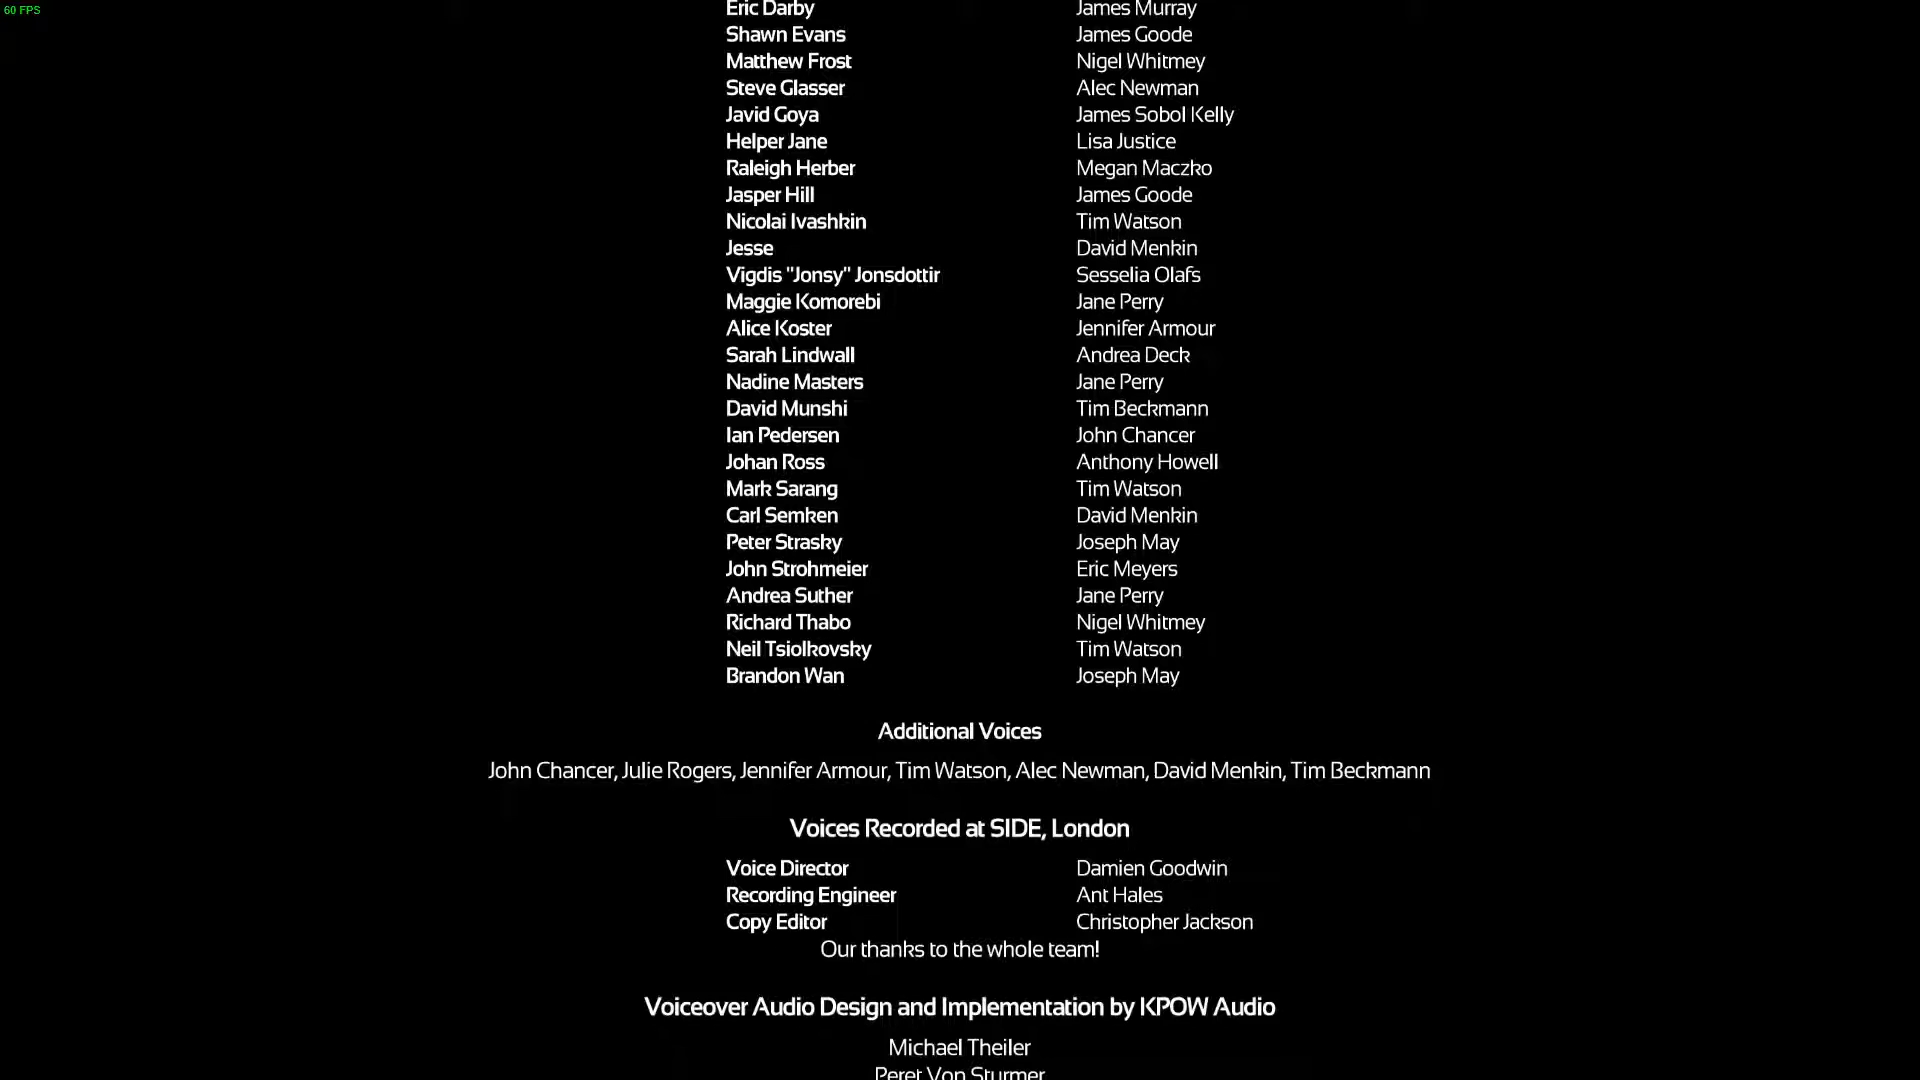 60 FPS
Eric Darby James Murray
Shawn Evans James Goode
Matthew Frost Nigel Whitmey
Steve Glasser Alec Newman
Javid Goya James Sobol Kelly
Helper Jane Lisa Justice
Raleigh Herber Megan Maczko
Jasper Hill James Goode
Nicolai Ivashkin Tim Watson
Jesse David Menkin
Vigdis "Jonsy" Jonsdottir Sesselia Olafs
Maggie Komorebi Jane Perry
Alice Koster Jennifer Armour
Sarah Lindwall Andrea Deck
Nadine Masters Jane Perry
David Munshi Tim Beckmann
Ian Pedersen John Chancer
Johan Ross Anthony Howell
Mark Sarang Tim Watson
Carl Semken David Menkin
Peter Strasky Joseph May
John Strohmeier Eric Meyers
Andrea Suther Jane Perry
Richard Thabo Nigel Whitmey
Neil Tsiolkovsky Tim Watson
Brandon Wan Joseph May
Additional Voices
John Chancer, Julie Rogers, Jennifer Armour, Tim Watson, Alec Newman, David Menkin, Tim Beckmann
Voices Recorded at SIDE, London
Voice Director Damien Goodwin
Recording Engineer Ant Hales
Copy Editor Christopher Jackson
Our thanks to the whole team!
Voiceover Audio Design and Implementation by KPOW Audio
Michael Theiler
Peret Von Sturmer